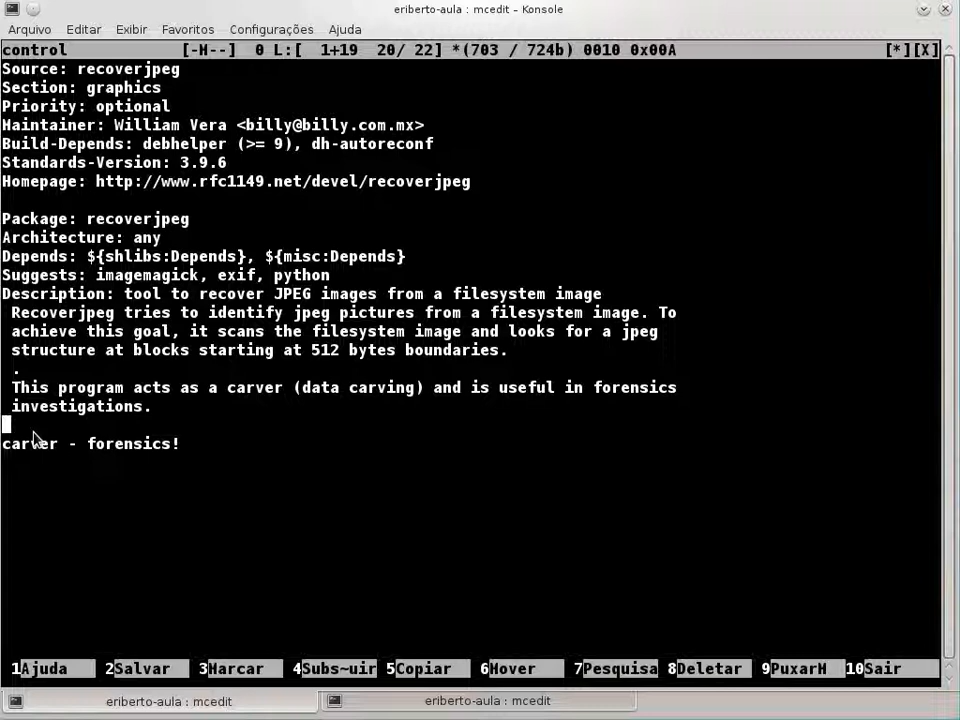 eriberto-aula : mcedit – Konsole
Arquivo Editar Exibir Favoritos Configurações Ajuda
control [-H--] 0 L:[ 1+19 20/ 22] *(703 / 724b) 0010 0x00A [*][X]
Source: recoverjpeg
Section: graphics
Priority: optional
Maintainer: William Vera <billy@billy.com.mx>
Build-Depends: debhelper (>= 9), dh-autoreconf
Standards-Version: 3.9.6
Homepage: http://www.rfc1149.net/devel/recoverjpeg
Package: recoverjpeg
Architecture: any
Depends: ${shlibs:Depends}, ${misc:Depends}
Suggests: imagemagick, exif, python
Description: tool to recover JPEG images from a filesystem image
Recoverjpeg tries to identify jpeg pictures from a filesystem image. To
achieve this goal, it scans the filesystem image and looks for a jpeg
structure at blocks starting at 512 bytes boundaries.
.
This program acts as a carver (data carving) and is useful in forensics
investigations.
carver - forensics!
1Ajuda 2Salvar 3Marcar 4Subs~uir 5Copiar 6Mover 7Pesquisa 8Deletar 9PuxarM 10Sair
eriberto-aula : mcedit eriberto-aula : mcedit